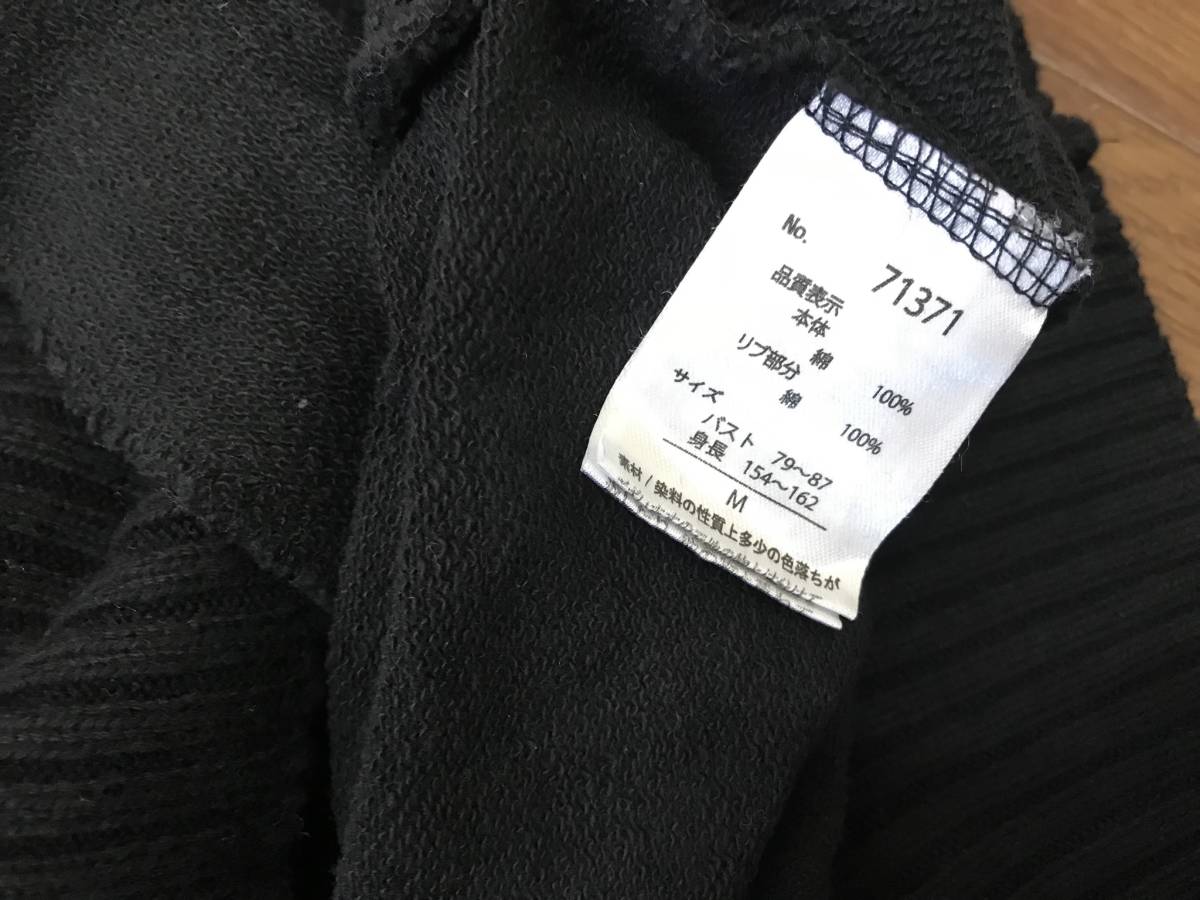 No. 71371
品質表示
本体 綿 100%
リブ部分 綿 100%
サイズ
バスト 79~87
身長 154~162
M
素材 / 染料の性質上多少の色落ちが